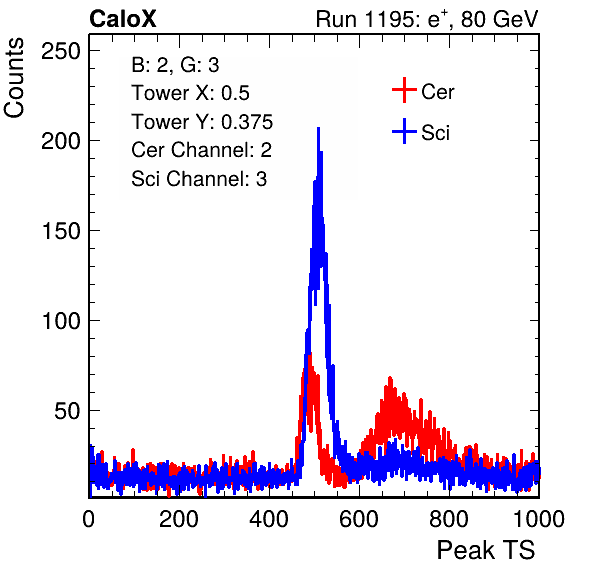 CaloX Run 1195: e⁺, 80 GeV
B: 2, G: 3
Tower X: 0.5
Tower Y: 0.375
Cer Channel: 2
Sci Channel: 3
Cer
Sci
Counts
250
200
150
100
50
0 200 400 600 800 1000
Peak TS